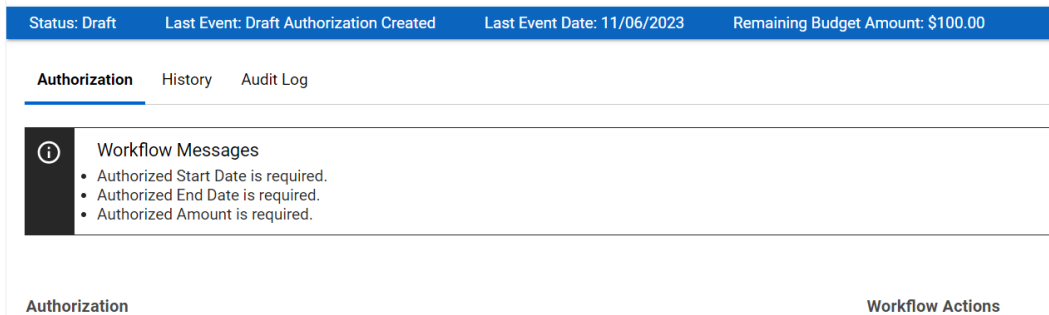 Status: Draft Last Event: Draft Authorization Created Last Event Date: 11/06/2023 Remaining Budget Amount: $100.00
Authorization History Audit Log
Workflow Messages
• Authorized Start Date is required.
• Authorized End Date is required.
• Authorized Amount is required.
Authorization Workflow Actions